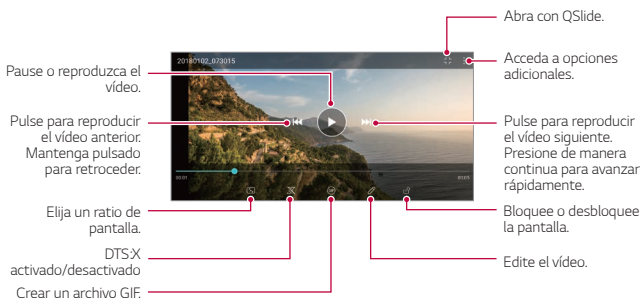 Abra con QSlide.
20180102_073015
Acceda a opciones
adicionales.
Pause o reproduzca el
vídeo.
Pulse para reproducir
el vídeo anterior.
Mantenga pulsado
para retroceder.
Pulse para reproducir
el vídeo siguiente.
Presione de manera
continua para avanzar
rápidamente.
00:01
Elija un ratio de
pantalla.
Bloquee o desbloquee
la pantalla.
DTS:X
activado/desactivado
Edite el vídeo.
Crear un archivo GIF.